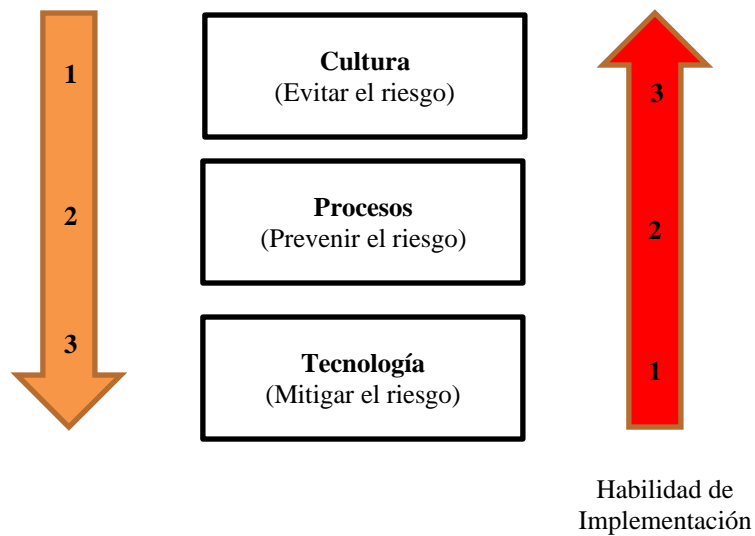 1
2
3
Cultura
(Evitar el riesgo)
Procesos
(Prevenir el riesgo)
Tecnología
(Mitigar el riesgo)
3
2
1
Habilidad de
Implementación